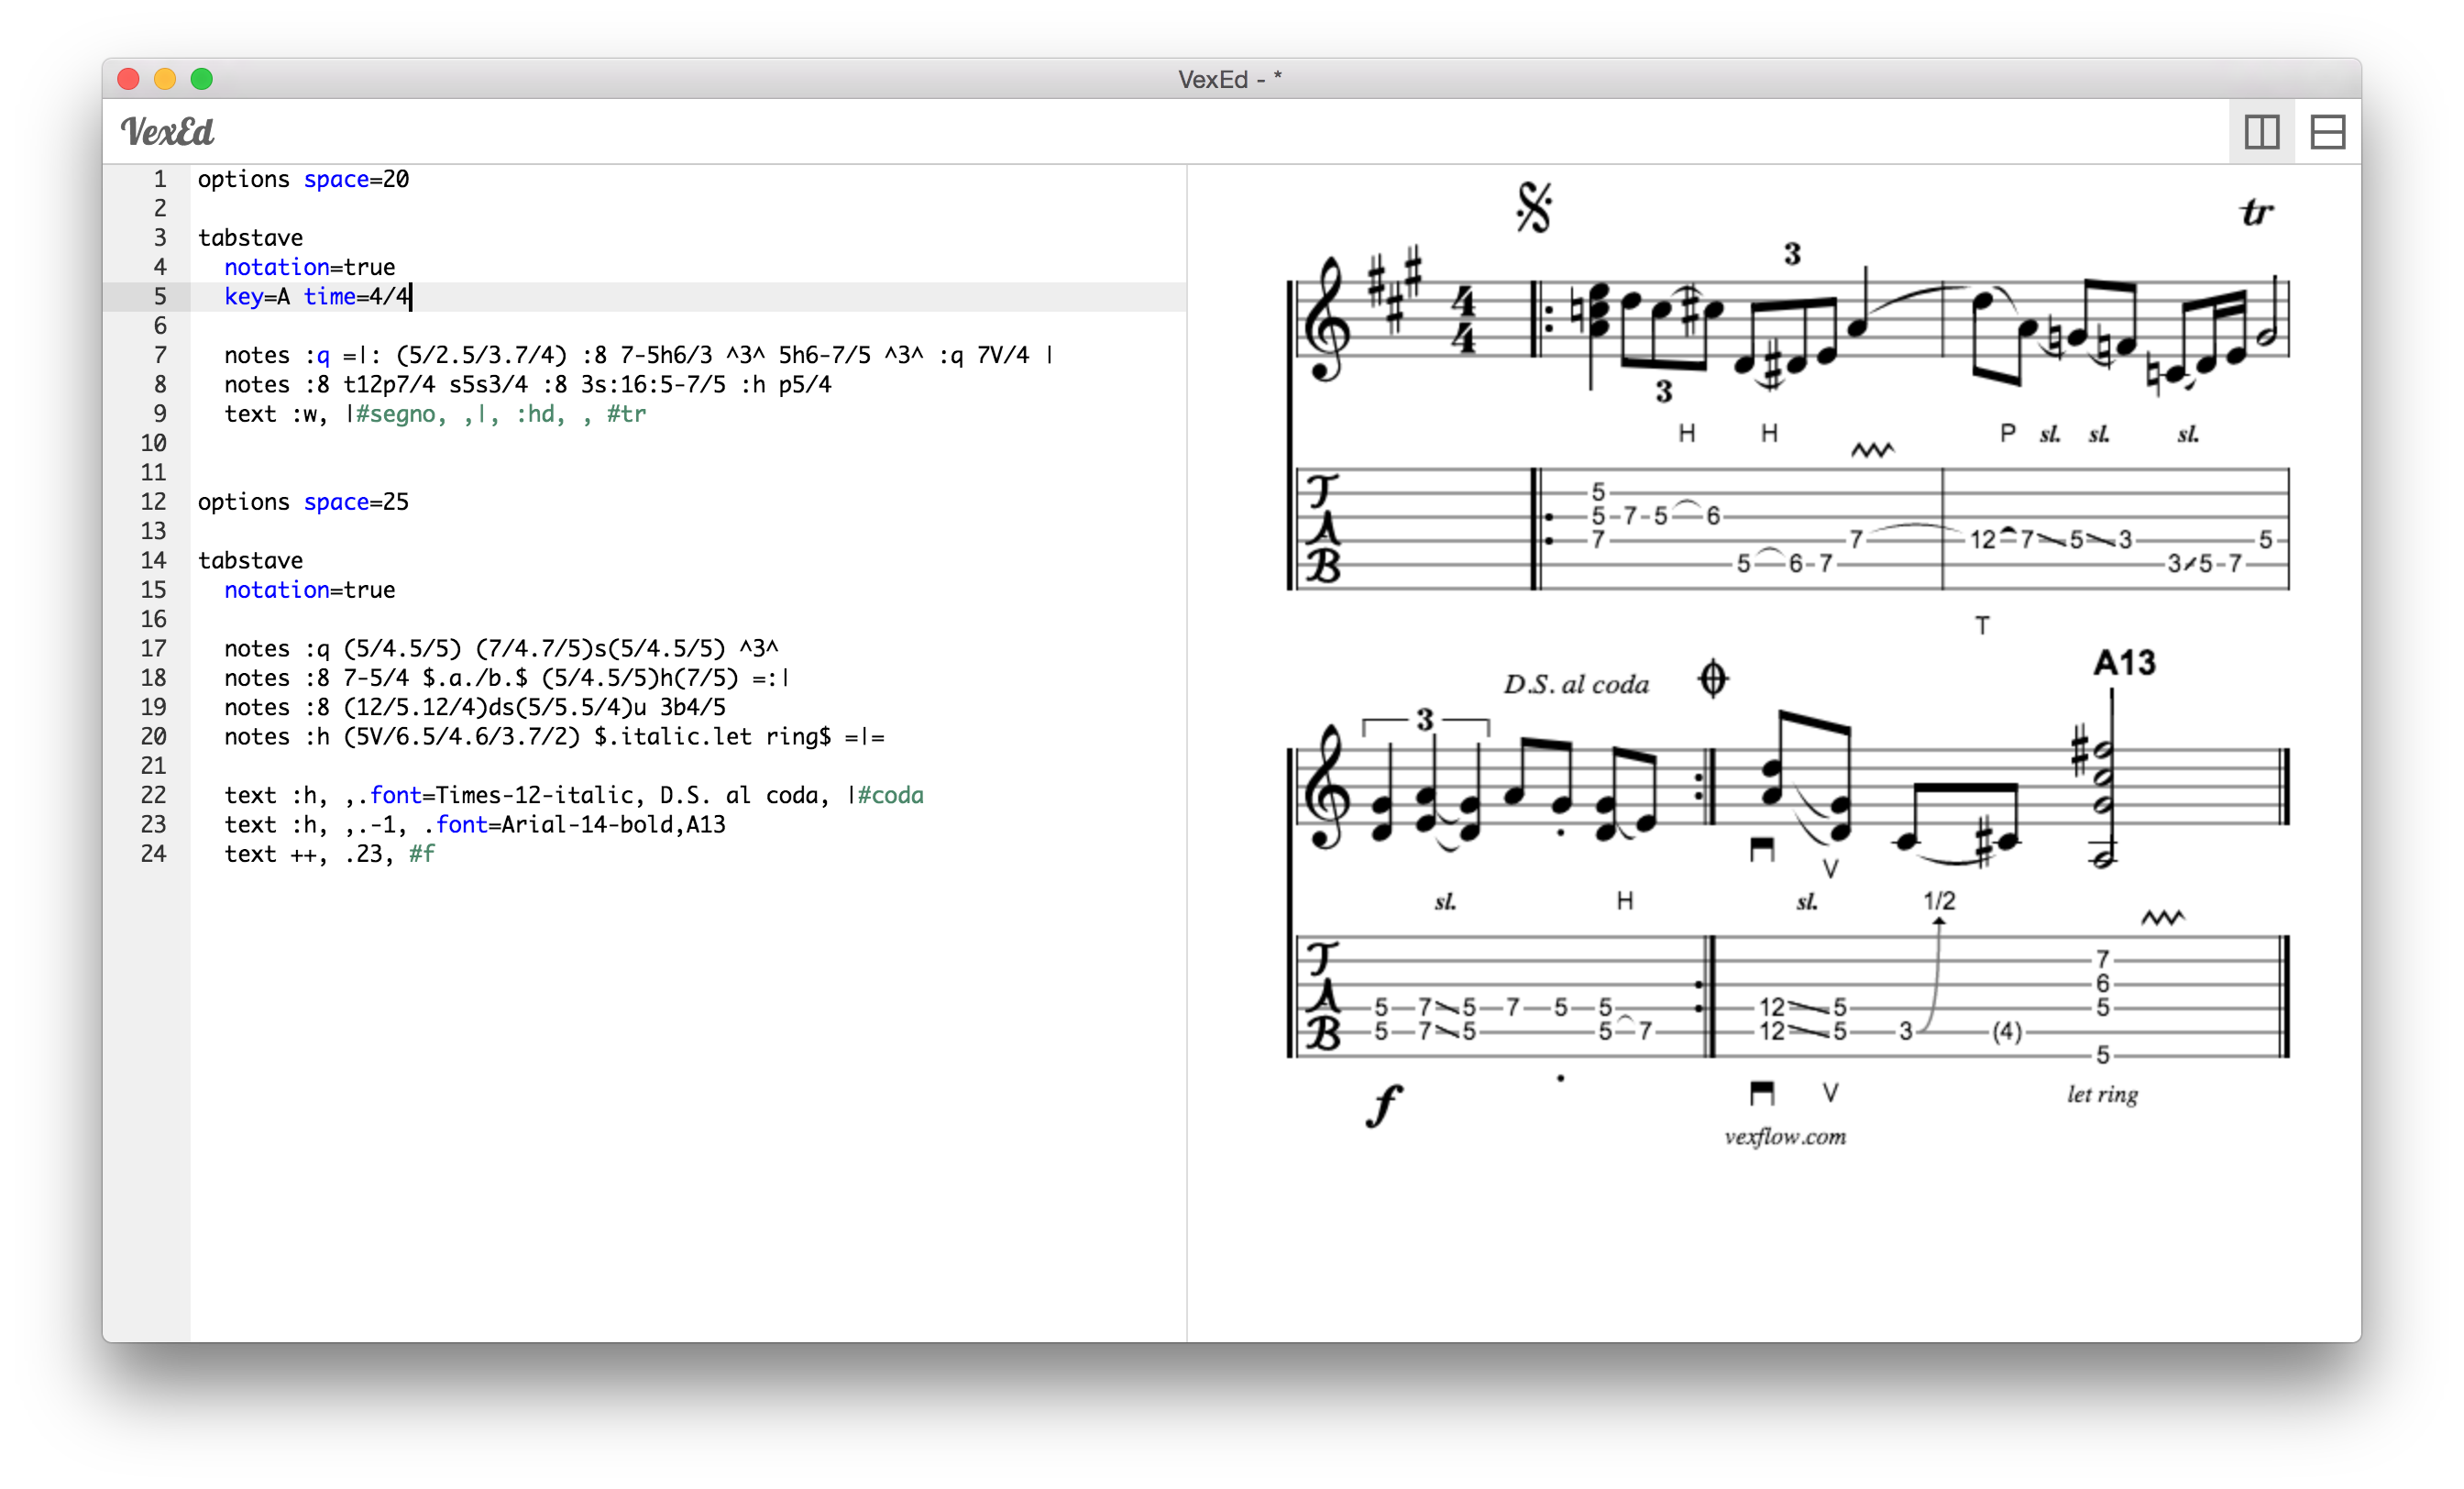 VexEd - *
VexEd
1 options space=20
2
3 tabstave
4 notation=true
5 key=A time=4/4
6
7 notes :q =|: (5/2.5/3.7/4) :8 7-5h6/3 ^3^ 5h6-7/5 ^3^ :q 7V/4 |
8 notes :8 t12p7/4 s5s3/4 :8 3s:16:5-7/5 :h p5/4
9 text :w, |#segno, ,|, :hd, , #tr
10
11
12 options space=25
13
14 tabstave
15 notation=true
16
17 notes :q (5/4.5/5) (7/4.7/5)s(5/4.5/5) ^3^
18 notes :8 7-5/4 $.a./b.$ (5/4.5/5)h(7/5) =:|
19 notes :8 (12/5.12/4)ds(5/5.5/4)u 3b4/5
20 notes :h (5V/6.5/4.6/3.7/2) $.italic.let ring$ =|=
21
22 text :h, ,.font=Times-12-italic, D.S. al coda, |#coda
23 text :h, ,.-1, .font=Arial-14-bold,A13
24 text ++, .23, #f
tr
3
4
4
3
H H P sl. sl. sl.
T
A
B
5
5 7 5 6
7 7 12 7 5 3 5
5 6 7 3 5 7
T
A13
D.S. al coda
3
V
sl. H sl. 1/2
T
A
B
7
6
5 7 5 7 5 5 12 5 5
5 7 5 5 7 12 5 3 (4)
5
f
V let ring
vexflow.com